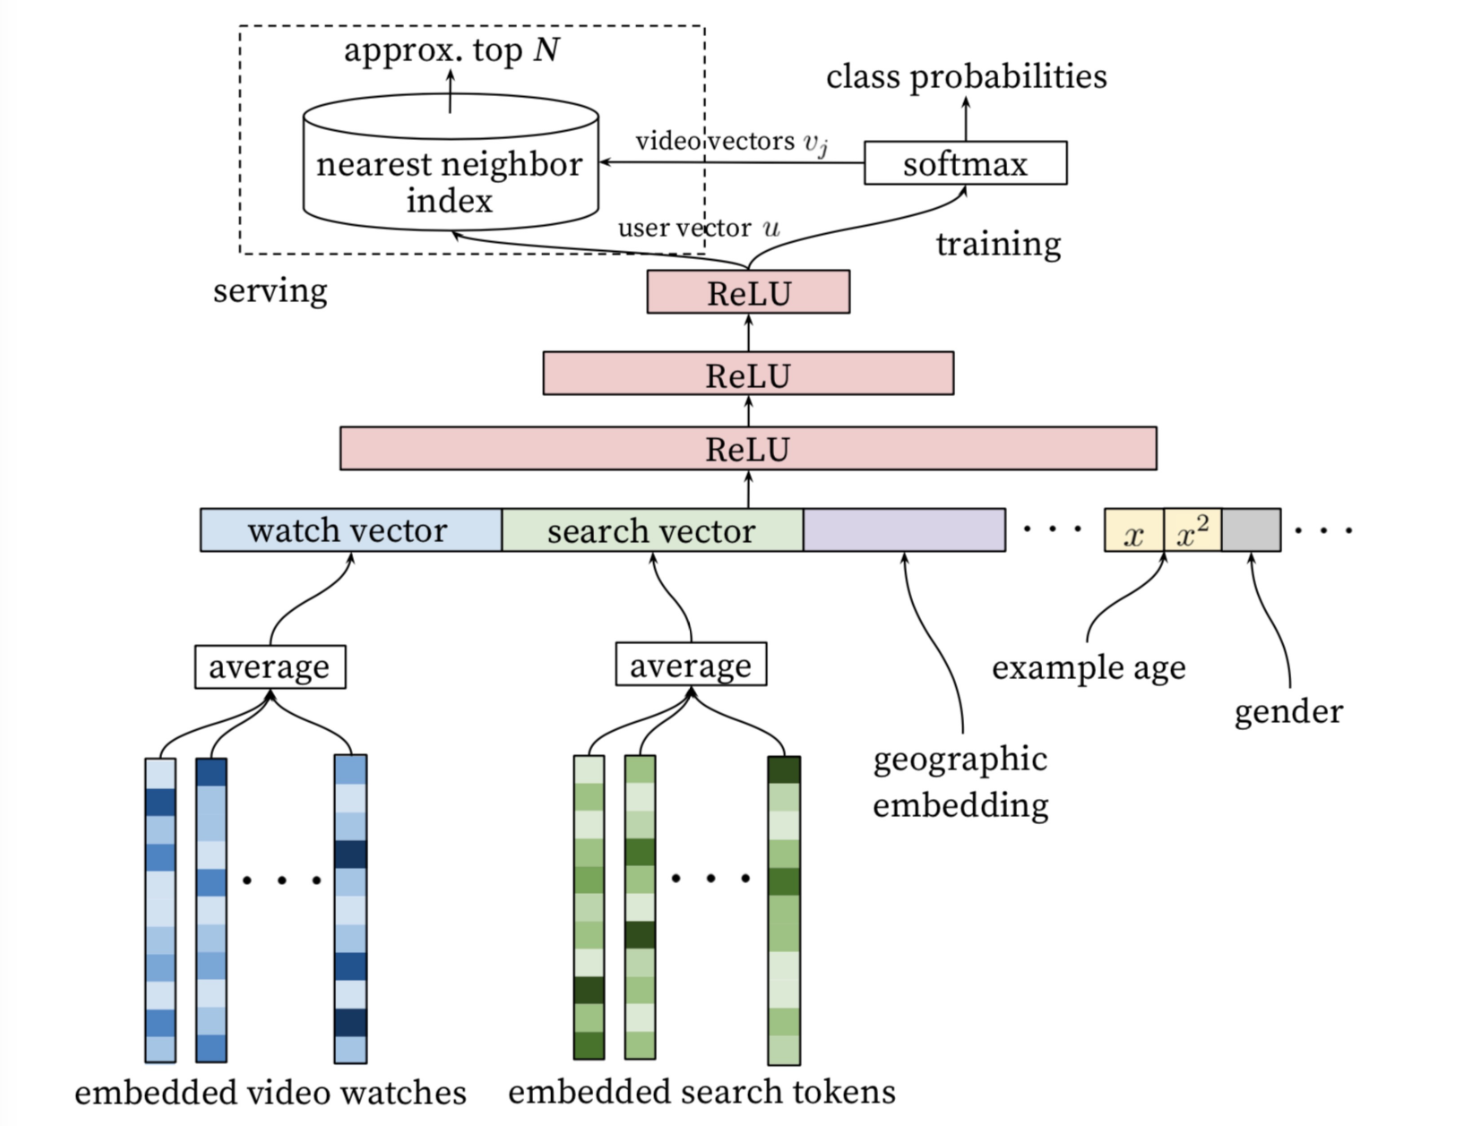 approx. top N
class probabilities
video vectors v_j
softmax
nearest neighbor
index
user vector u
training
serving
ReLU
ReLU
ReLU
watch vector
search vector
. . .
x
x²
. . .
average
average
example age
gender
geographic
embedding
. . .
. . .
embedded video watches
embedded search tokens